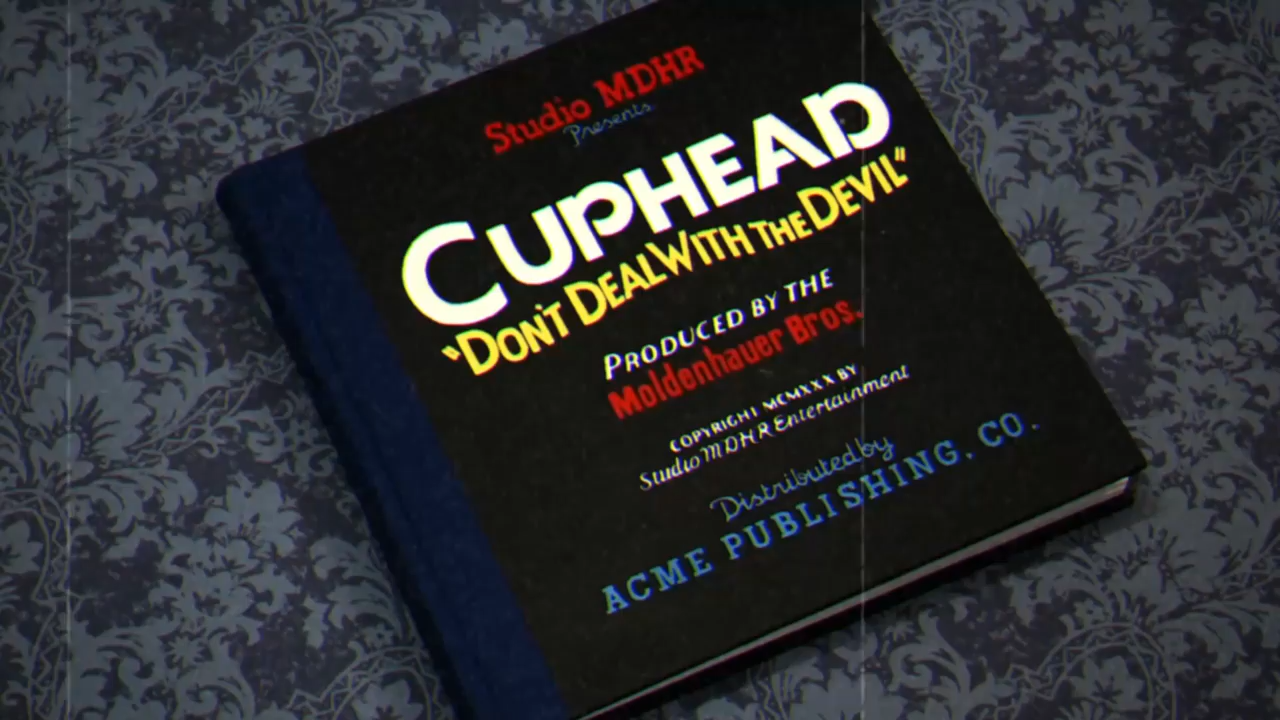 Studio MDHR
Presents
CUPHEAD
"DON'T DEAL WITH THE DEVIL"
PRODUCED BY THE
Moldenhauer Bros.
COPYRIGHT MCMXXX BY
Studio MDHR Entertainment
Distributed by
ACME PUBLISHING, CO.